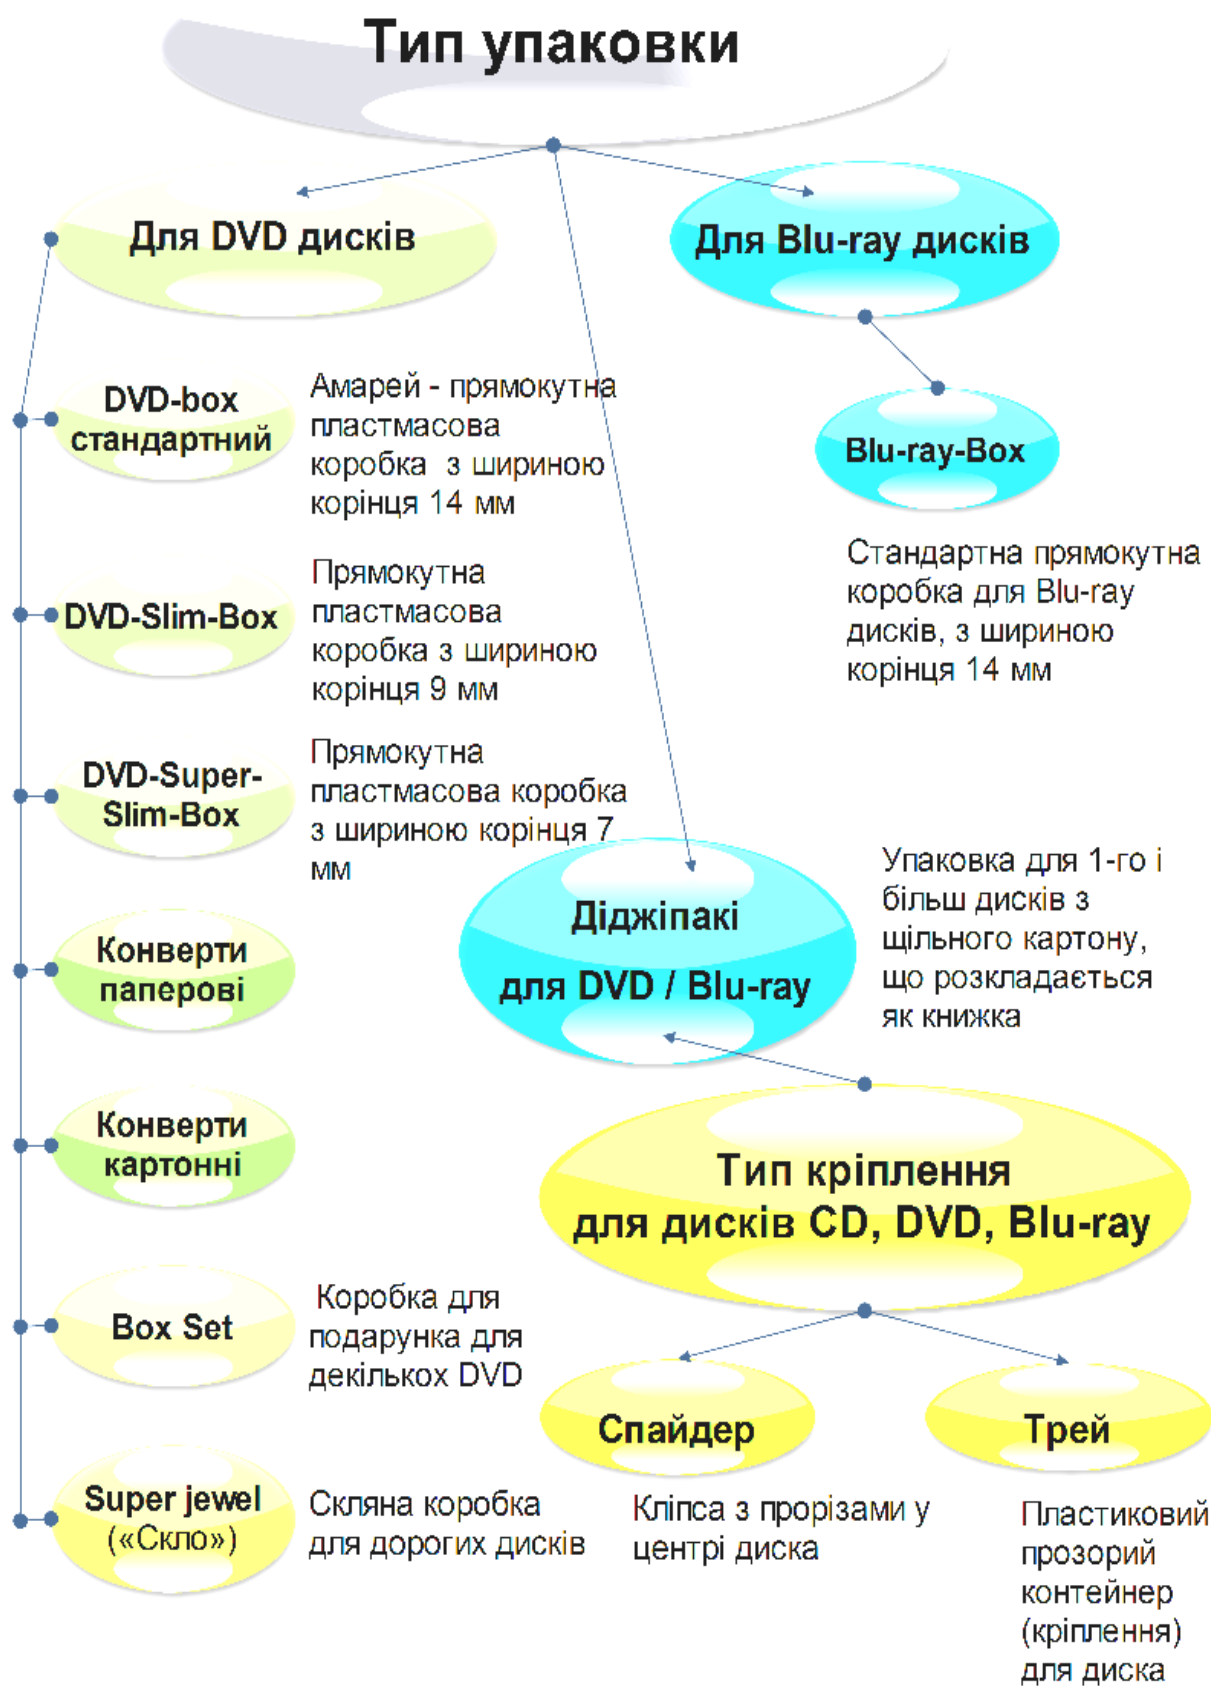 Тип упаковки
Для DVD дисків
Для Blu-ray дисків
DVD-box
стандартний
Амарей - прямокутна
пластмасова
коробка з шириною
корінця 14 мм
Blu-ray-Box
Стандартна прямокутна
коробка для Blu-ray
дисків, з шириною
корінця 14 мм
DVD-Slim-Box
Прямокутна
пластмасова
коробка з шириною
корінця 9 мм
DVD-Super-
Slim-Box
Прямокутна
пластмасова коробка
з шириною корінця 7
мм
Діджіпакі
для DVD / Blu-ray
Упаковка для 1-го і
більш дисків з
щільного картону,
що розкладається
як книжка
Конверти
паперові
Конверти
картонні
Тип кріплення
для дисків CD, DVD, Blu-ray
Box Set
Коробка для
подарунка для
декількох DVD
Спайдер
Трей
Super jewel
(«Скло»)
Скляна коробка
для дорогих дисків
Кліпса з прорізами у
центрі диска
Пластиковий
прозорий
контейнер
(кріплення)
для диска